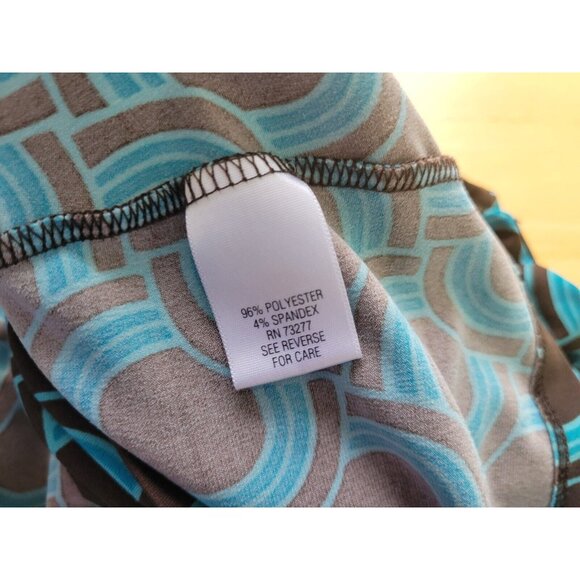 96% POLYESTER
4% SPANDEX
RN 73277
SEE REVERSE
FOR CARE